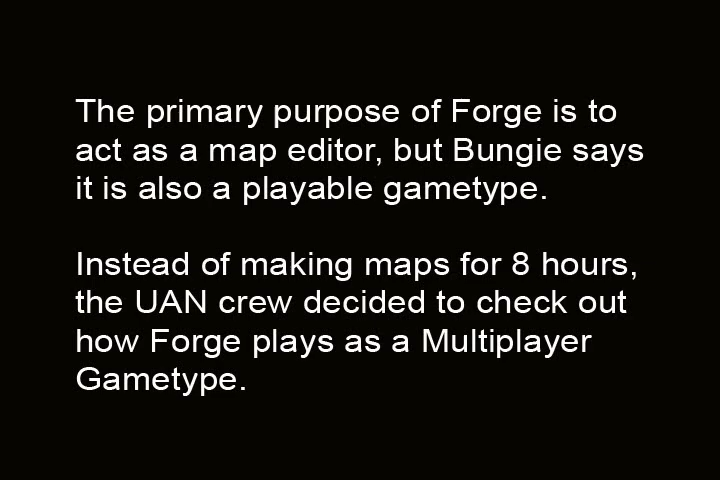 The primary purpose of Forge is to
act as a map editor, but Bungie says
it is also a playable gametype.
Instead of making maps for 8 hours,
the UAN crew decided to check out
how Forge plays as a Multiplayer
Gametype.